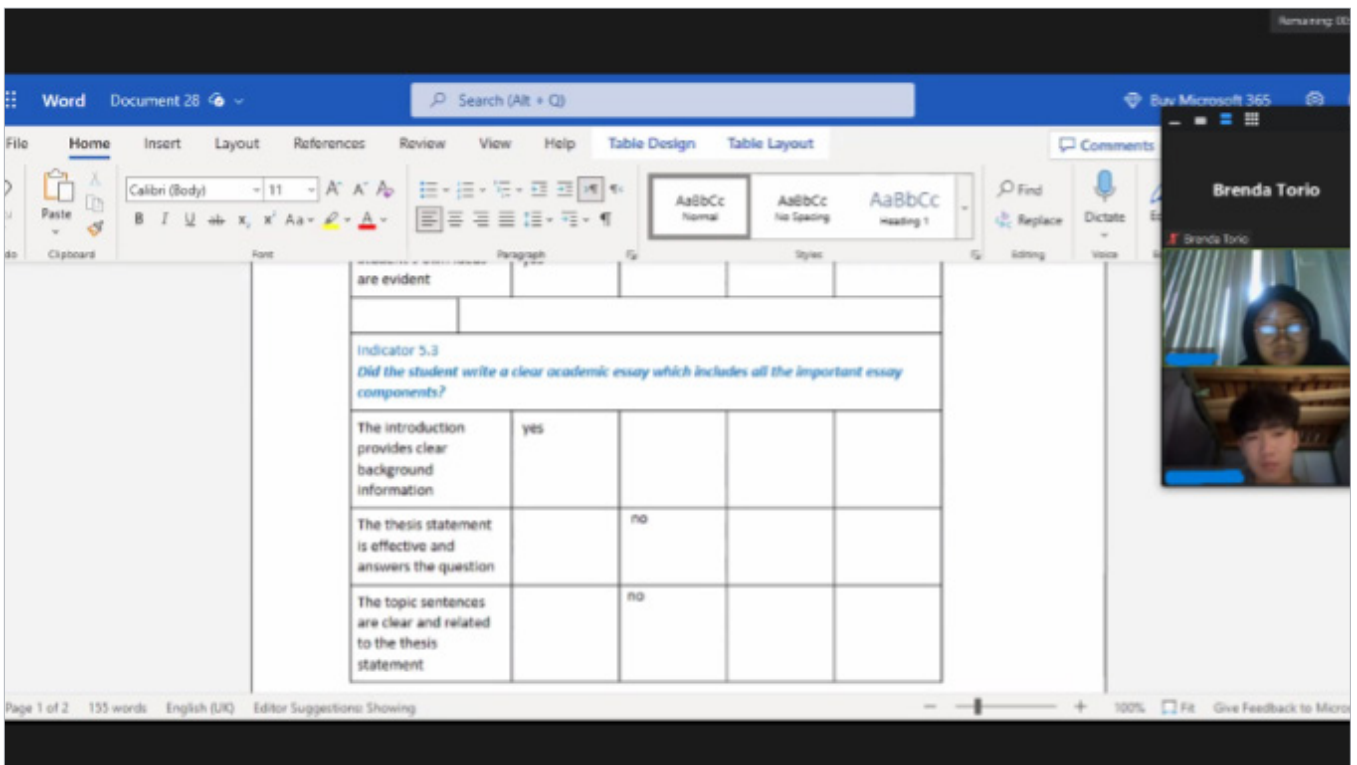 Remaining: 00:
Word Document 28 Search (Alt + Q) Buy Microsoft 365
File Home Insert Layout References Review View Help Table Design Table Layout Comments
Calibri (Body) 11 A A A
Paste
B I U ab x, x' Aa A
AaBbCc
Normal
AaBbCc
No Spacing
AaBbCc
Heading 1
Find
Replace
Dictate
Clipboard Font Paragraph Styles Editing Voice
Brenda Torio
Brenda Torio
are evident
Indicator 5.3
Did the student write a clear academic essay which includes all the important essay
components?
The introduction yes
provides clear
background
information
The thesis statement no
is effective and
answers the question
The topic sentences no
are clear and related
to the thesis
statement
Page 1 of 2 155 words English (UK) Editor Suggestions: Showing 100% Fit Give Feedback to Micro